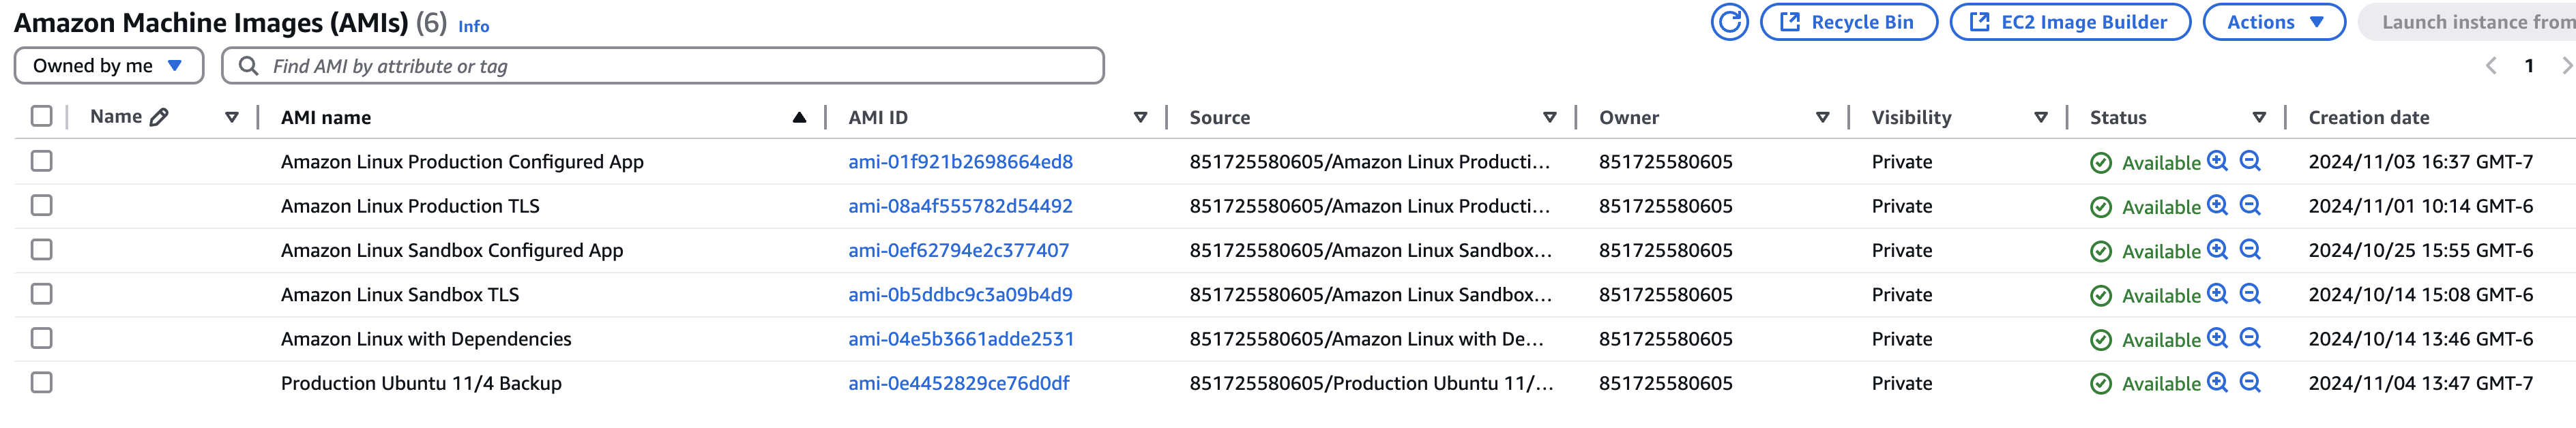 Amazon Machine Images (AMIs) (6) Info Recycle Bin EC2 Image Builder Actions Launch instance from
Owned by me Find AMI by attribute or tag 1
Name AMI name AMI ID Source Owner Visibility Status Creation date
Amazon Linux Production Configured App ami-01f921b2698664ed8 851725580605/Amazon Linux Producti... 851725580605 Private Available 2024/11/03 16:37 GMT-7
Amazon Linux Production TLS ami-08a4f555782d54492 851725580605/Amazon Linux Producti... 851725580605 Private Available 2024/11/01 10:14 GMT-6
Amazon Linux Sandbox Configured App ami-0ef62794e2c377407 851725580605/Amazon Linux Sandbox... 851725580605 Private Available 2024/10/25 15:55 GMT-6
Amazon Linux Sandbox TLS ami-0b5ddbc9c3a09b4d9 851725580605/Amazon Linux Sandbox... 851725580605 Private Available 2024/10/14 15:08 GMT-6
Amazon Linux with Dependencies ami-04e5b3661adde2531 851725580605/Amazon Linux with De... 851725580605 Private Available 2024/10/14 13:46 GMT-6
Production Ubuntu 11/4 Backup ami-0e4452829ce76d0df 851725580605/Production Ubuntu 11/... 851725580605 Private Available 2024/11/04 13:47 GMT-7